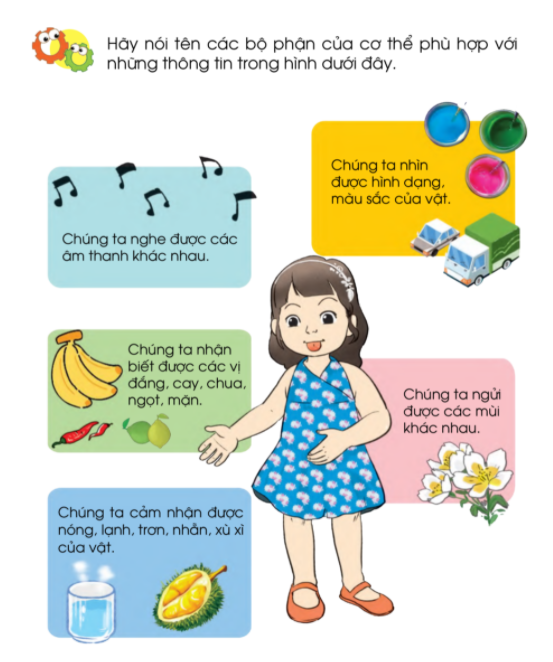 Hãy nói tên các bộ phận của cơ thể phù hợp với
những thông tin trong hình dưới đây.
Chúng ta nhìn
được hình dạng,
màu sắc của vật.
Chúng ta nghe được các
âm thanh khác nhau.
Chúng ta nhận
biết được các vị
đắng, cay, chua,
ngọt, mặn.
Chúng ta ngửi
được các mùi
khác nhau.
Chúng ta cảm nhận được
nóng, lạnh, trơn, nhẵn, xù xì
của vật.